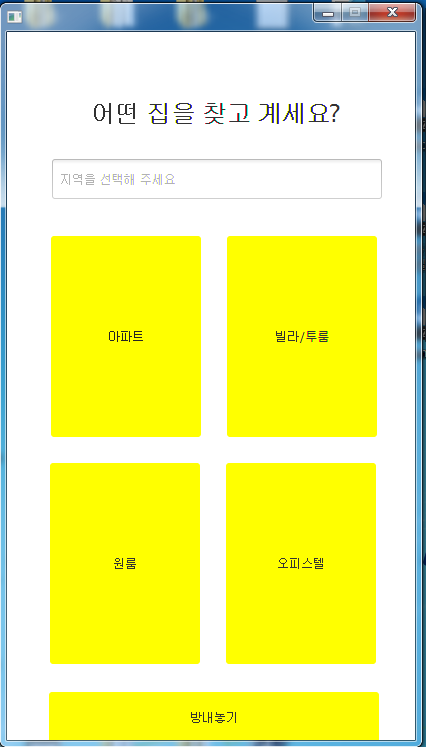 어떤 집을 찾고 계세요?
지역을 선택해 주세요
아파트
빌라/투룸
원룸
오피스텔
방내놓기